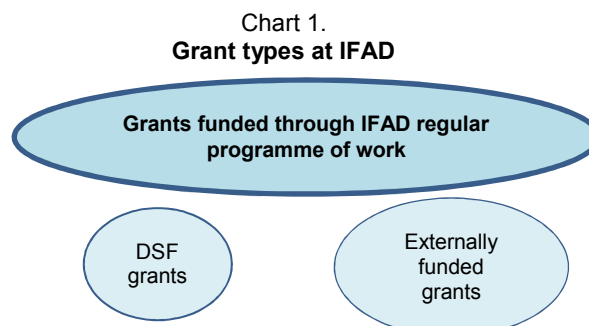 Chart 1.
Grant types at IFAD
Grants funded through IFAD regular
programme of work
DSF
grants
Externally
funded
grants